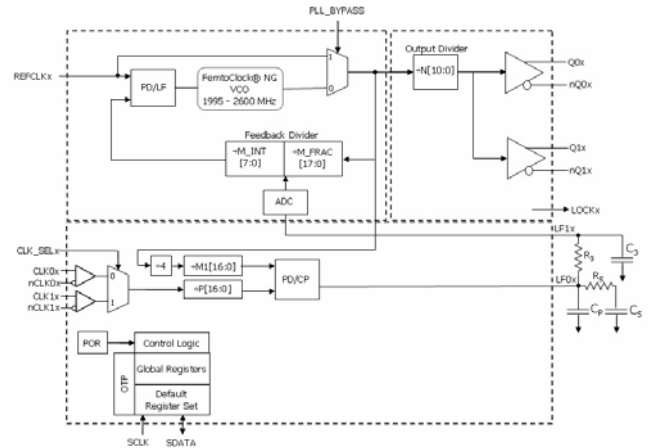 PLL_BYPASS
REFCLKx
PD/LF
FemtoClock® NG
VCO
1995 - 2600 MHz
1
0
Output Divider
÷N[10:0]
Q0x
nQ0x
Q1x
nQ1x
Feedback Divider
÷M_INT
[7:0]
÷M_FRAC
[17:0]
ADC
LOCKx
LF1x
CLK_SELx
CLK0x
nCLK0x
CLK1x
nCLK1x
0
1
÷4
÷M1[16:0]
÷P[16:0]
PD/CP
LF0x
R3
C3
RS
CP
CS
POR
Control Logic
OTP
Global Registers
Default
Register Set
SCLK
SDATA